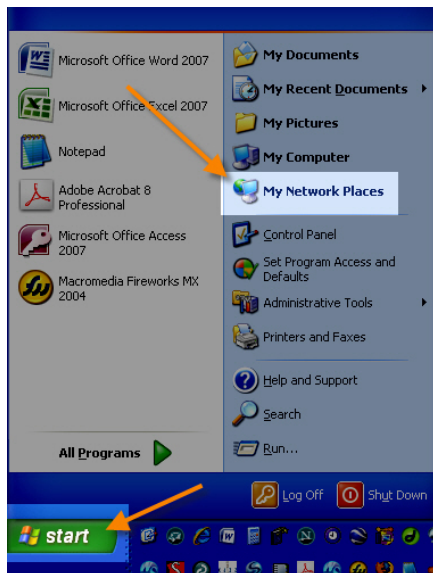 Microsoft Office Word 2007
Microsoft Office Excel 2007
Notepad
Adobe Acrobat 8
Professional
Microsoft Office Access
2007
Macromedia Fireworks MX
2004
All Programs
My Documents
My Recent Documents
My Pictures
My Computer
My Network Places
Control Panel
Set Program Access and
Defaults
Administrative Tools
Printers and Faxes
Help and Support
Search
Run...
Log Off
Shut Down
start